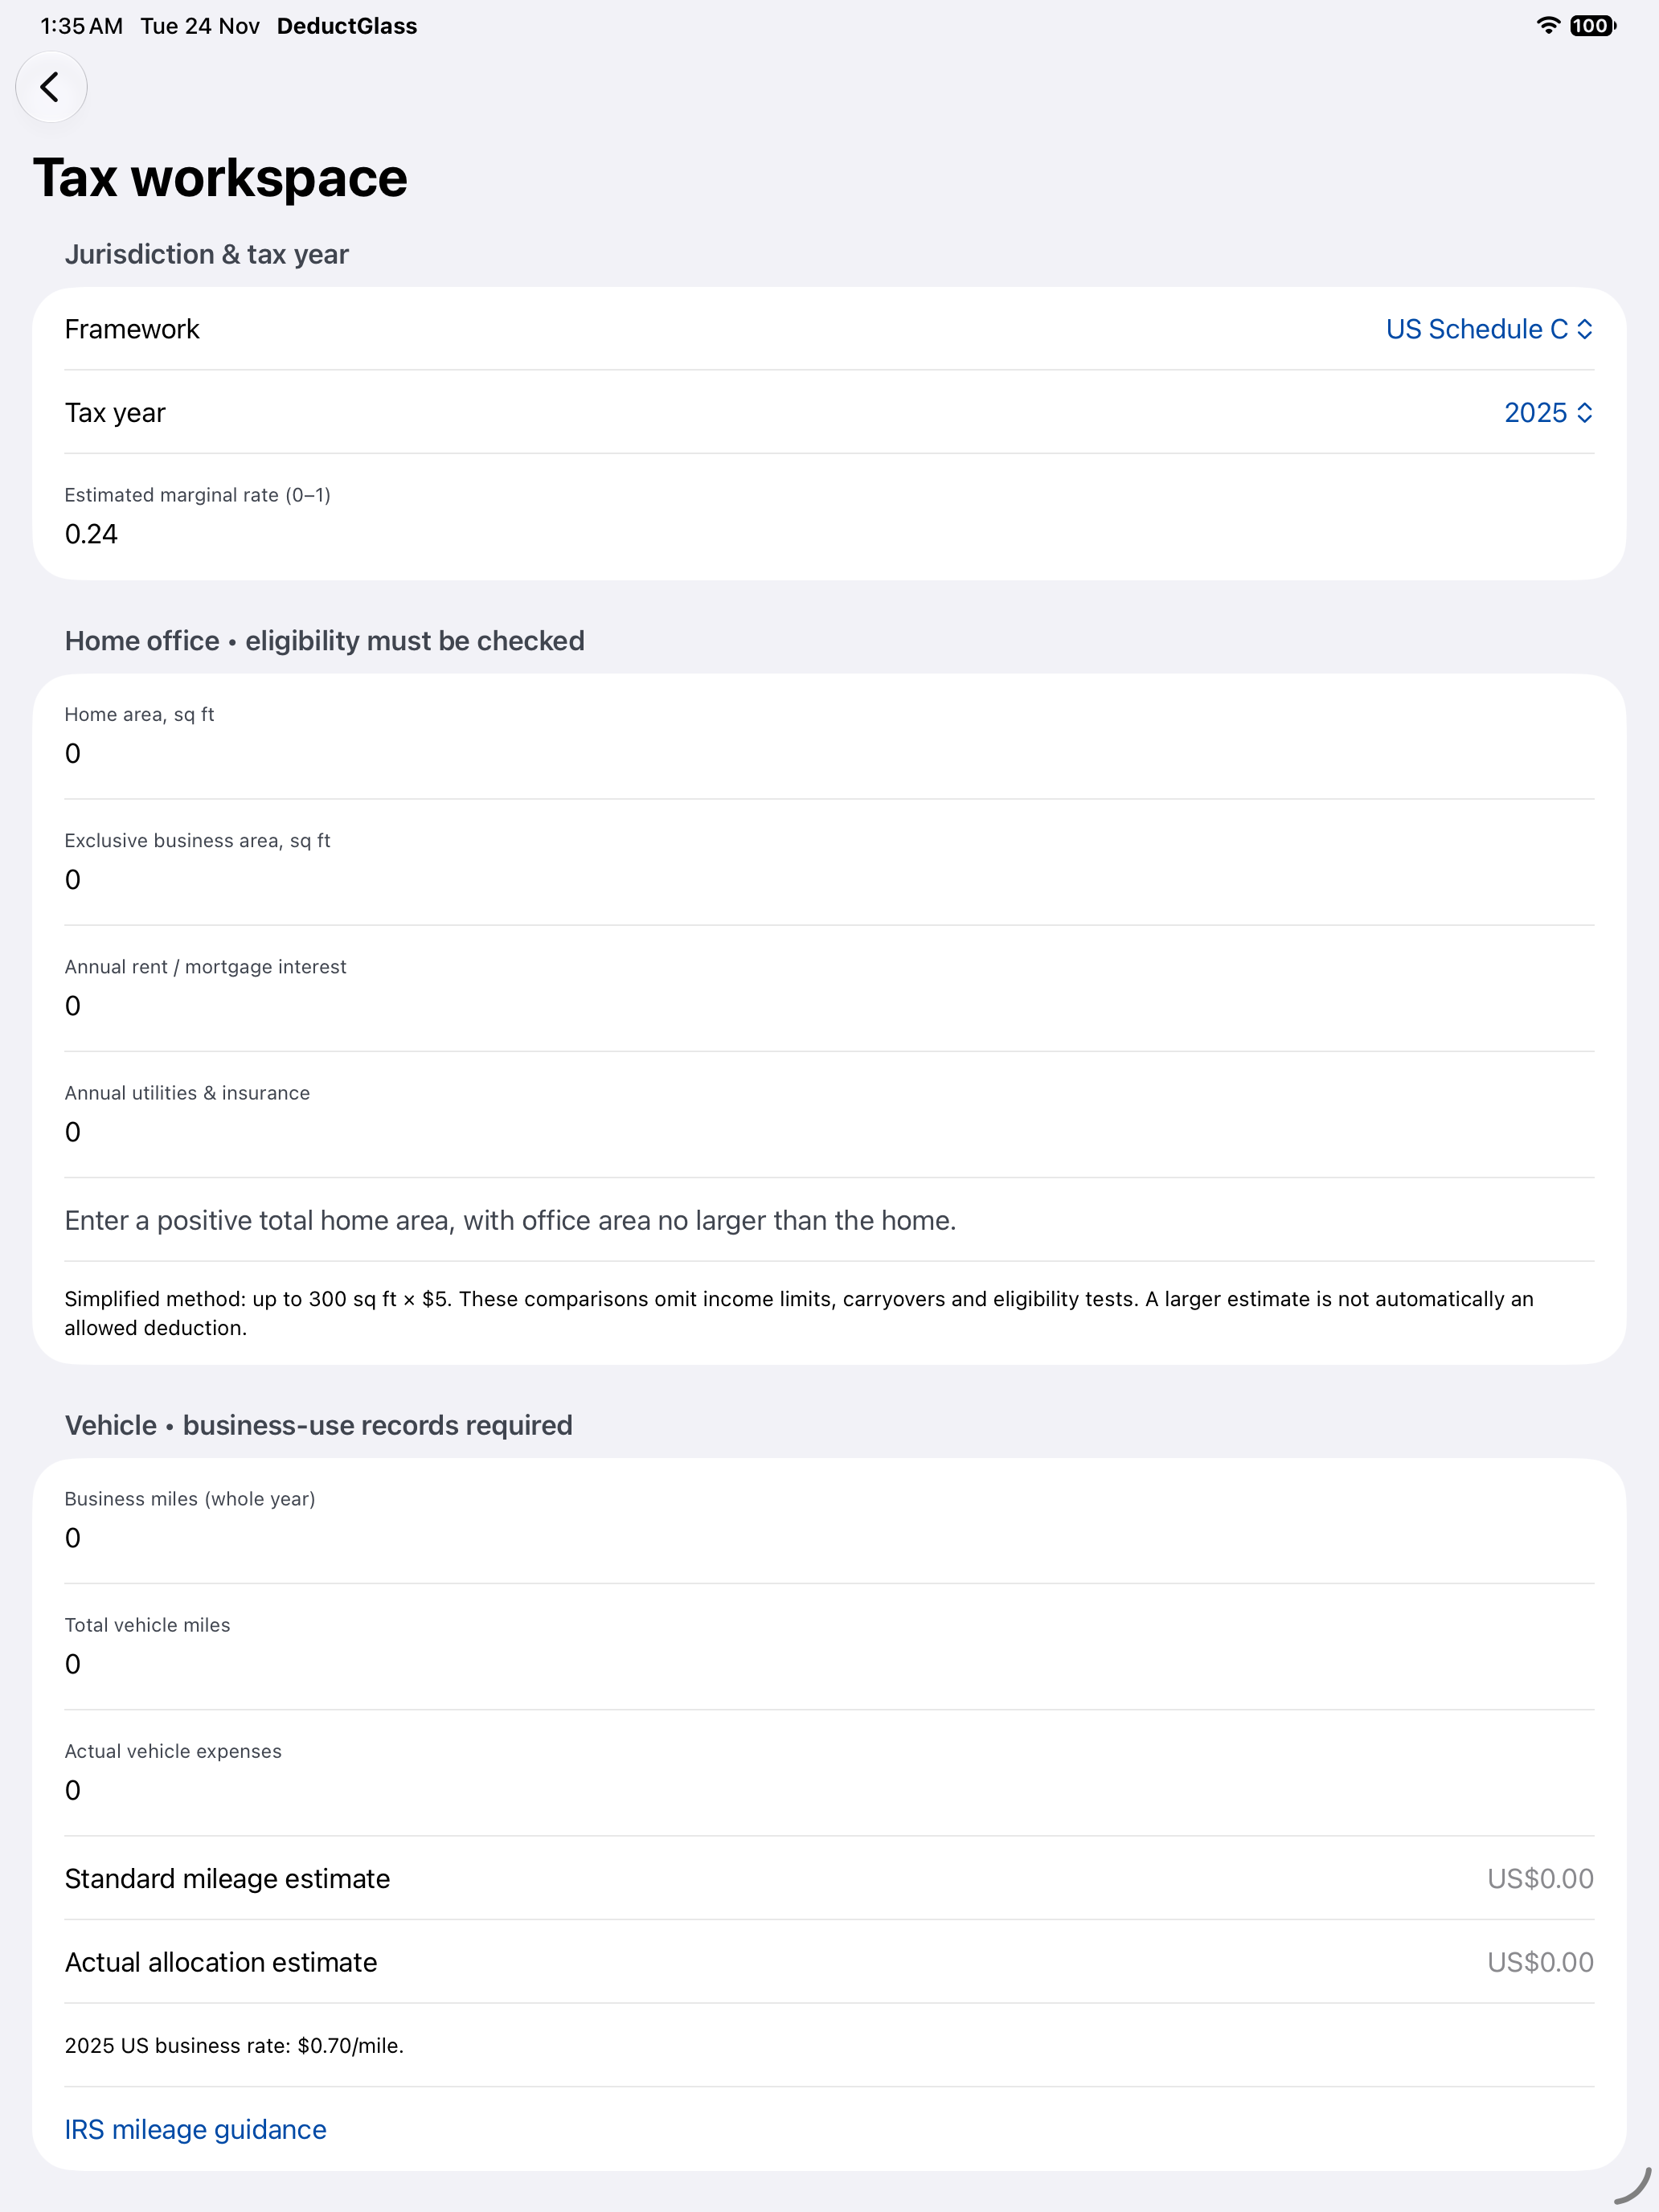 1:35 AM Tue 24 Nov DeductGlass 100
Tax workspace
Jurisdiction & tax year
Framework US Schedule C
Tax year 2025
Estimated marginal rate (0–1)
0.24
Home office • eligibility must be checked
Home area, sq ft
0
Exclusive business area, sq ft
0
Annual rent / mortgage interest
0
Annual utilities & insurance
0
Enter a positive total home area, with office area no larger than the home.
Simplified method: up to 300 sq ft × $5. These comparisons omit income limits, carryovers and eligibility tests. A larger estimate is not automatically an
allowed deduction.
Vehicle • business-use records required
Business miles (whole year)
0
Total vehicle miles
0
Actual vehicle expenses
0
Standard mileage estimate US$0.00
Actual allocation estimate US$0.00
2025 US business rate: $0.70/mile.
IRS mileage guidance